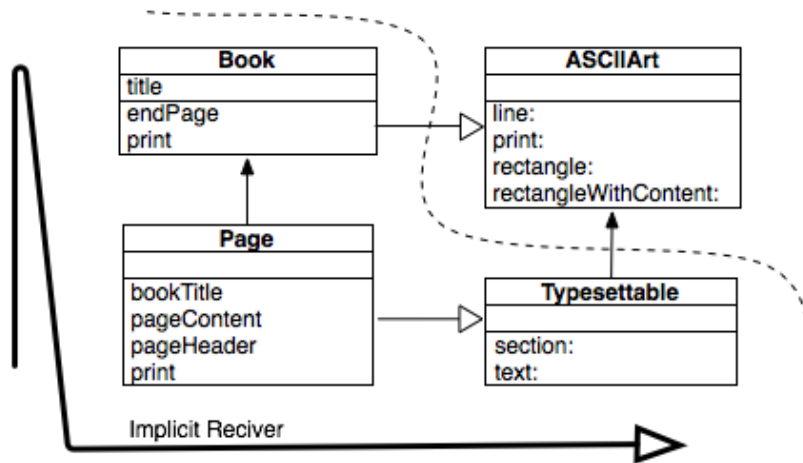 Book
title
endPage
print
ASCIIArt
line:
print:
rectangle:
rectangleWithContent:
Page
bookTitle
pageContent
pageHeader
print
Typesettable
section:
text:
Implicit Reciver